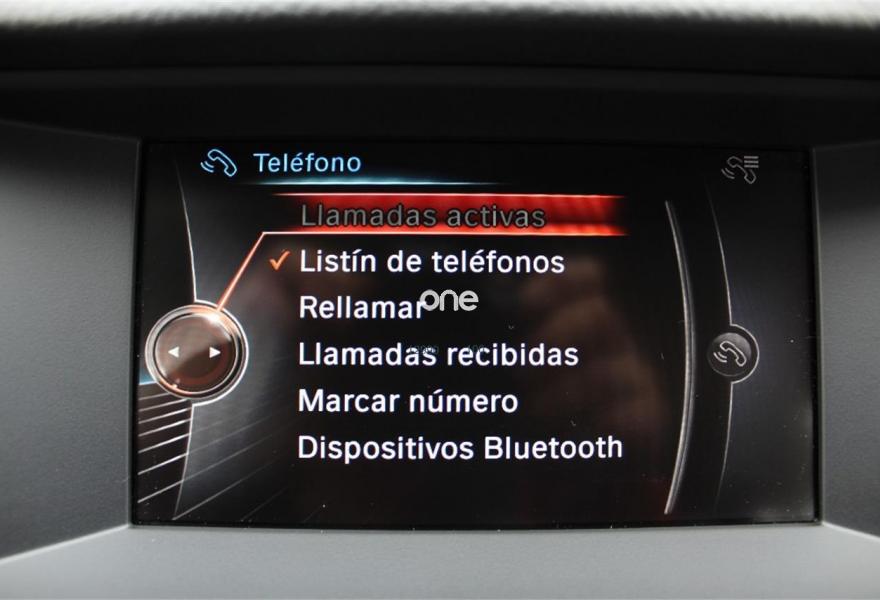 Teléfono
Llamadas activas
Listín de teléfonos
Rellamar
one
Llamadas recibidas
Marcar número
Dispositivos Bluetooth